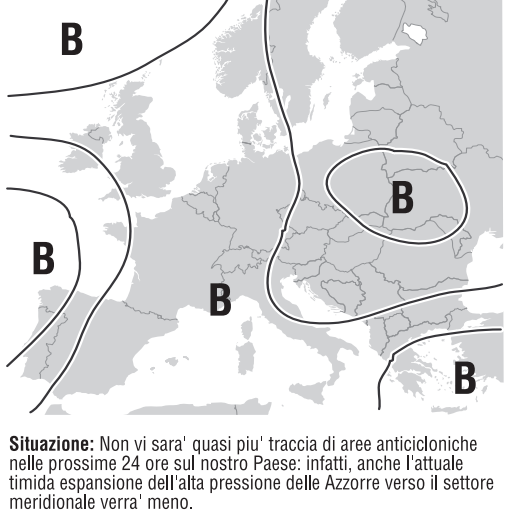 B
B
B
B
B
Situazione: Non vi sara' quasi piu' traccia di aree anticicloniche
nelle prossime 24 ore sul nostro Paese: infatti, anche l'attuale
timida espansione dell'alta pressione delle Azzorre verso il settore
meridionale verra' meno.